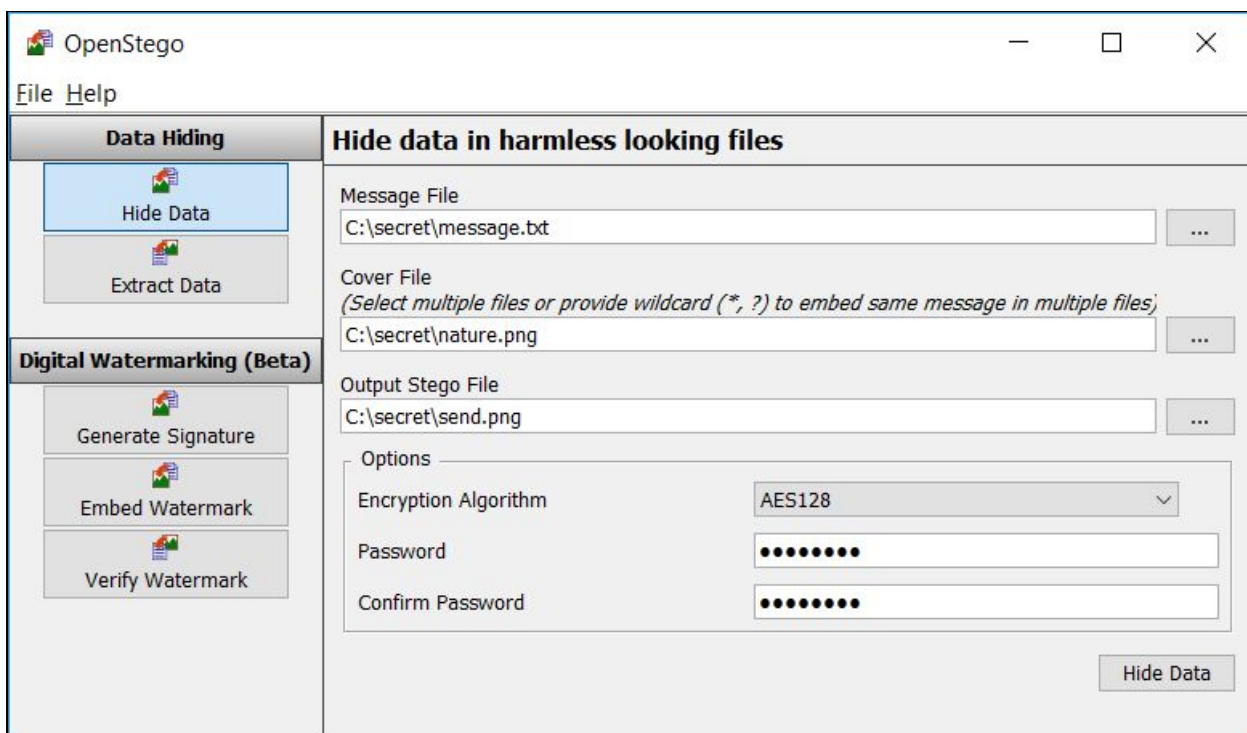 OpenStego
File Help
Data Hiding
Hide Data
Extract Data
Digital Watermarking (Beta)
Generate Signature
Embed Watermark
Verify Watermark
Hide data in harmless looking files
Message File
C:\secret\message.txt
...
Cover File
(Select multiple files or provide wildcard (*, ?) to embed same message in multiple files)
C:\secret\nature.png
...
Output Stego File
C:\secret\send.png
...
Options
Encryption Algorithm
AES128
Password
●●●●●●●●
Confirm Password
●●●●●●●●
Hide Data